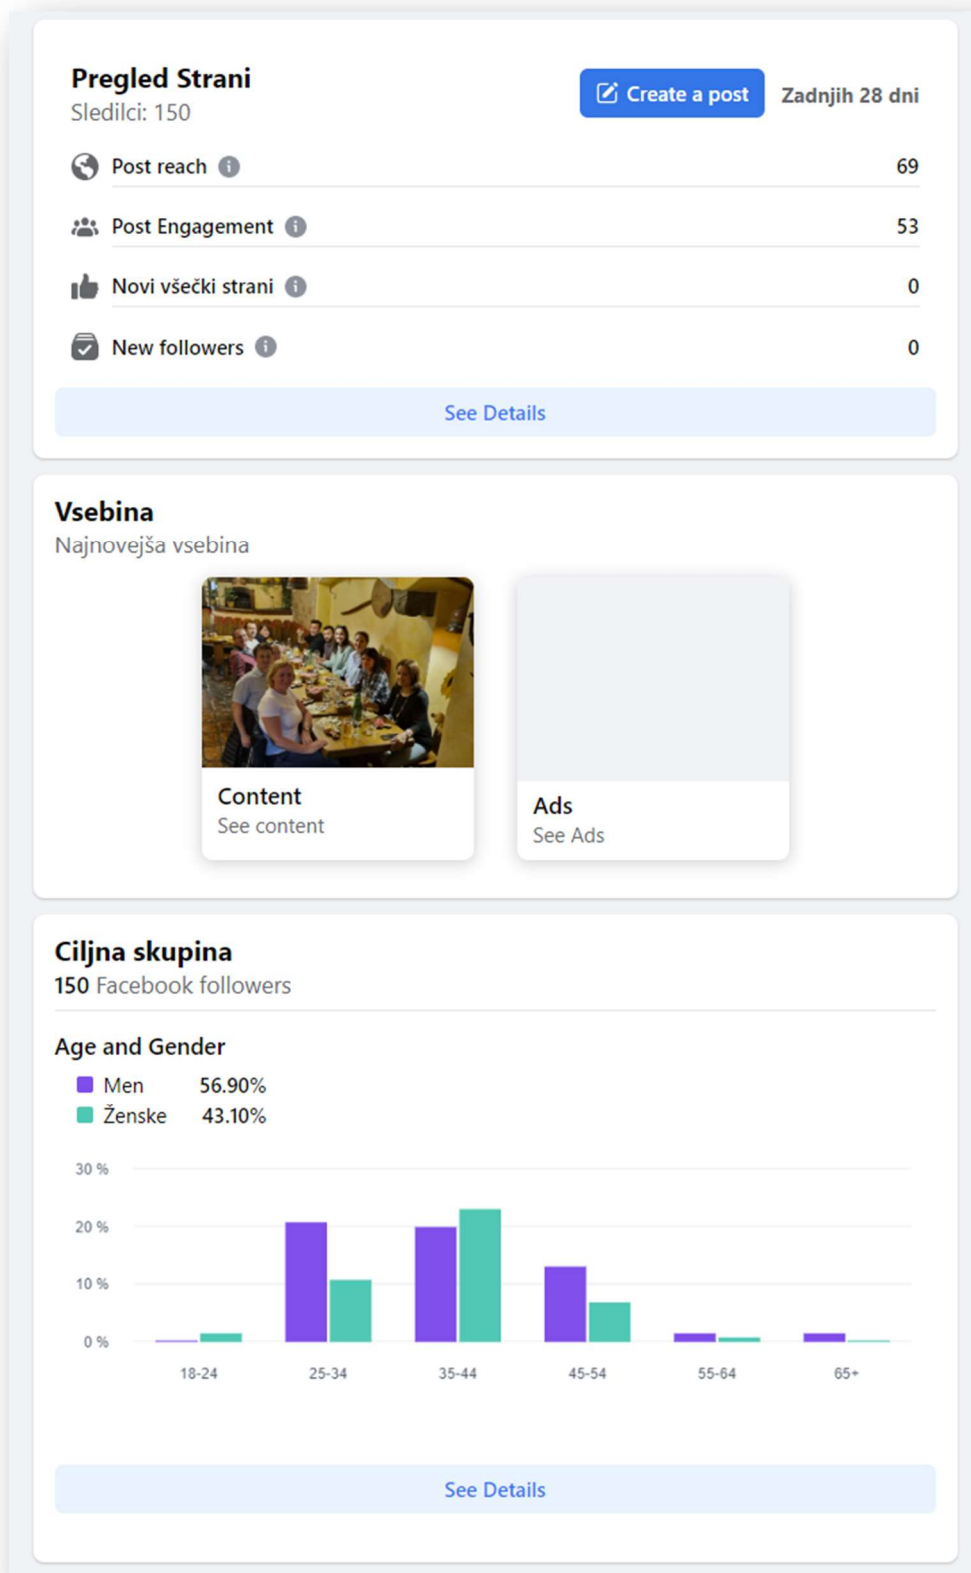 Pregled Strani
Sledilci: 150
Create a post
Zadnjih 28 dni
Post reach 69
Post Engagement 53
Novi všečki strani 0
New followers 0
See Details
Vsebina
Najnovejša vsebina
Content
See content
Ads
See Ads
Ciljna skupina
150 Facebook followers
Age and Gender
Men 56.90%
Ženske 43.10%
30 %
20 %
10 %
0 %
18-24 25-34 35-44 45-54 55-64 65+
See Details